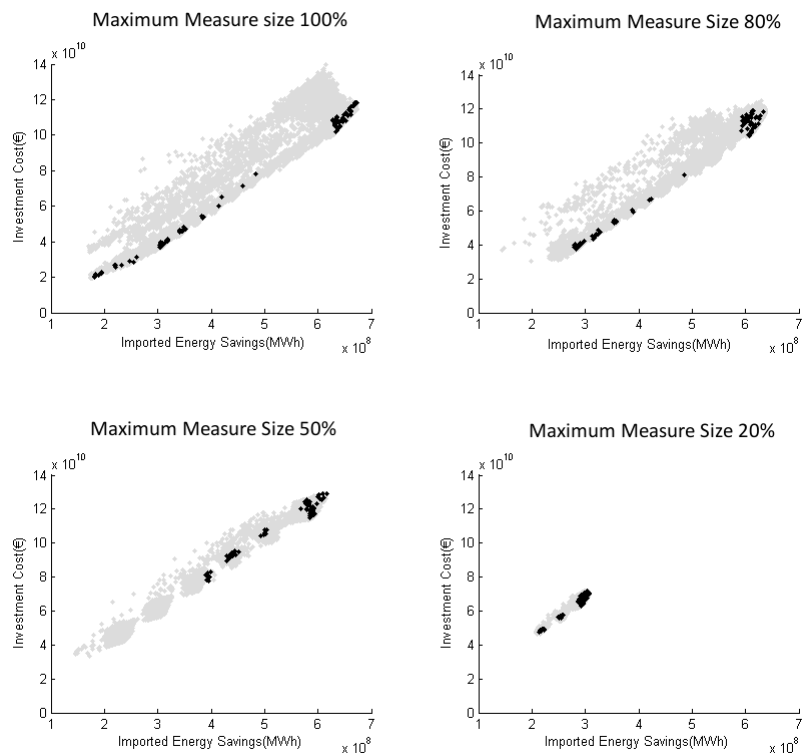 Maximum Measure size 100%
x 10^10
14
12
10
8
6
4
2
0
Investment Cost(€)
1 2 3 4 5 6 7
Imported Energy Savings(MWh)
x 10^8
Maximum Measure Size 80%
x 10^10
14
12
10
8
6
4
2
0
Investment Cost(€)
1 2 3 4 5 6 7
Imported Energy Savings(MWh)
x 10^8
Maximum Measure Size 50%
x 10^10
14
12
10
8
6
4
2
0
Investment Cost(€)
1 2 3 4 5 6 7
Imported Energy Savings(MWh)
x 10^8
Maximum Measure Size 20%
x 10^10
14
12
10
8
6
4
2
0
Investment Cost(€)
1 2 3 4 5 6 7
Imported Energy Savings(MWh)
x 10^8